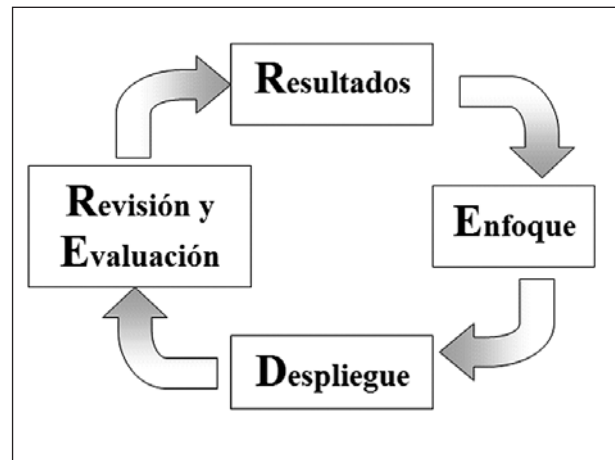 Resultados
Enfoque
Despliegue
Revisión y
Evaluación